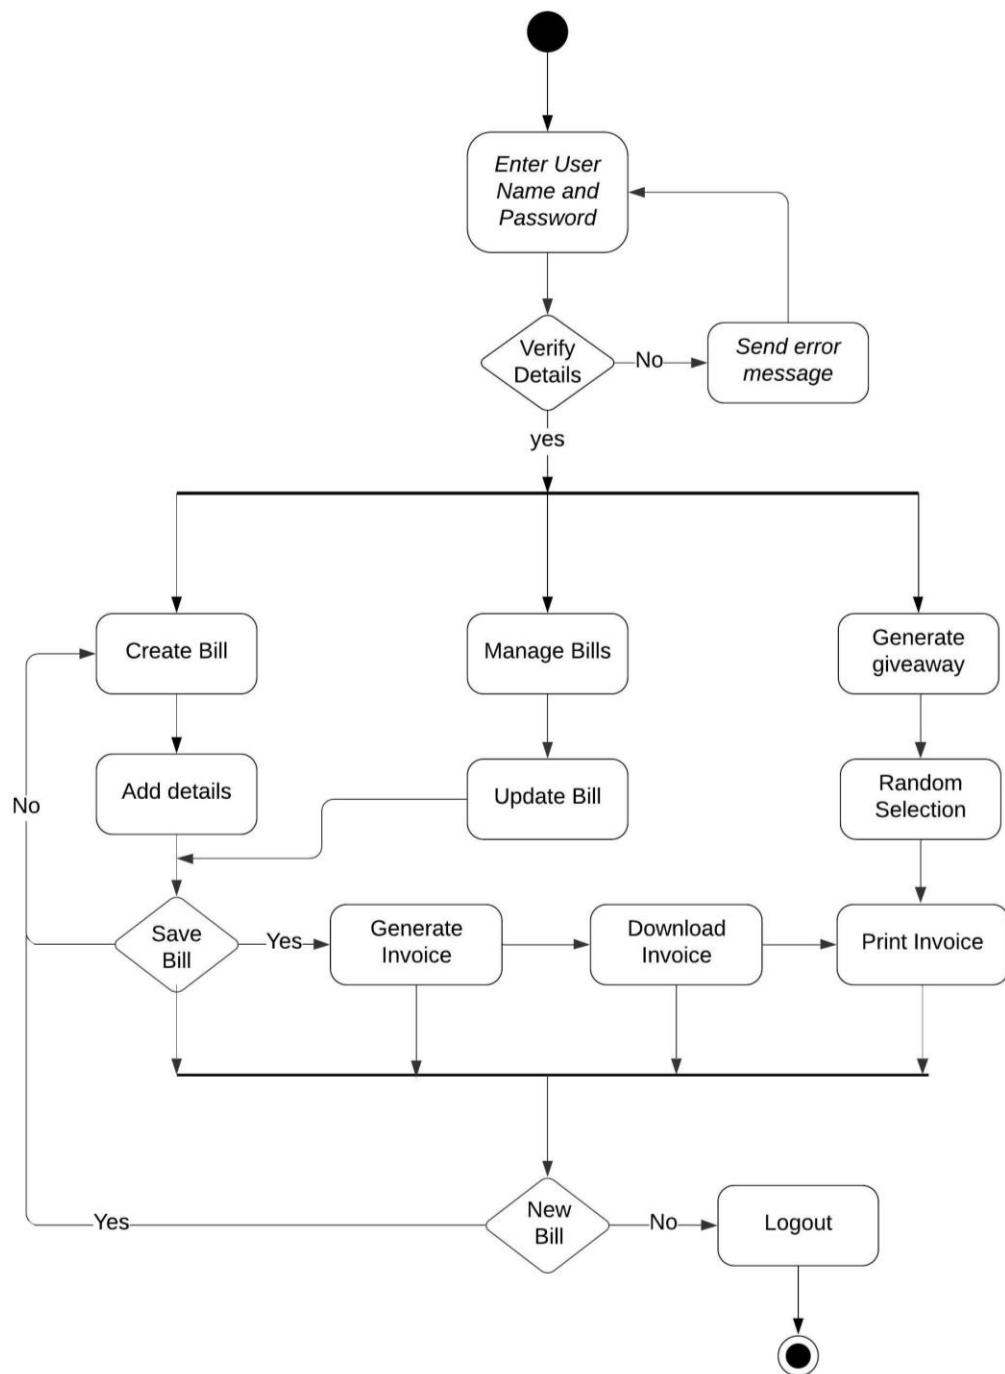 Enter User
Name and
Password
Verify
Details
No
Send error
message
yes
Create Bill
Manage Bills
Generate
giveaway
Add details
Update Bill
Random
Selection
No
Save
Bill
Yes
Generate
Invoice
Download
Invoice
Print Invoice
Yes
New
Bill
No
Logout